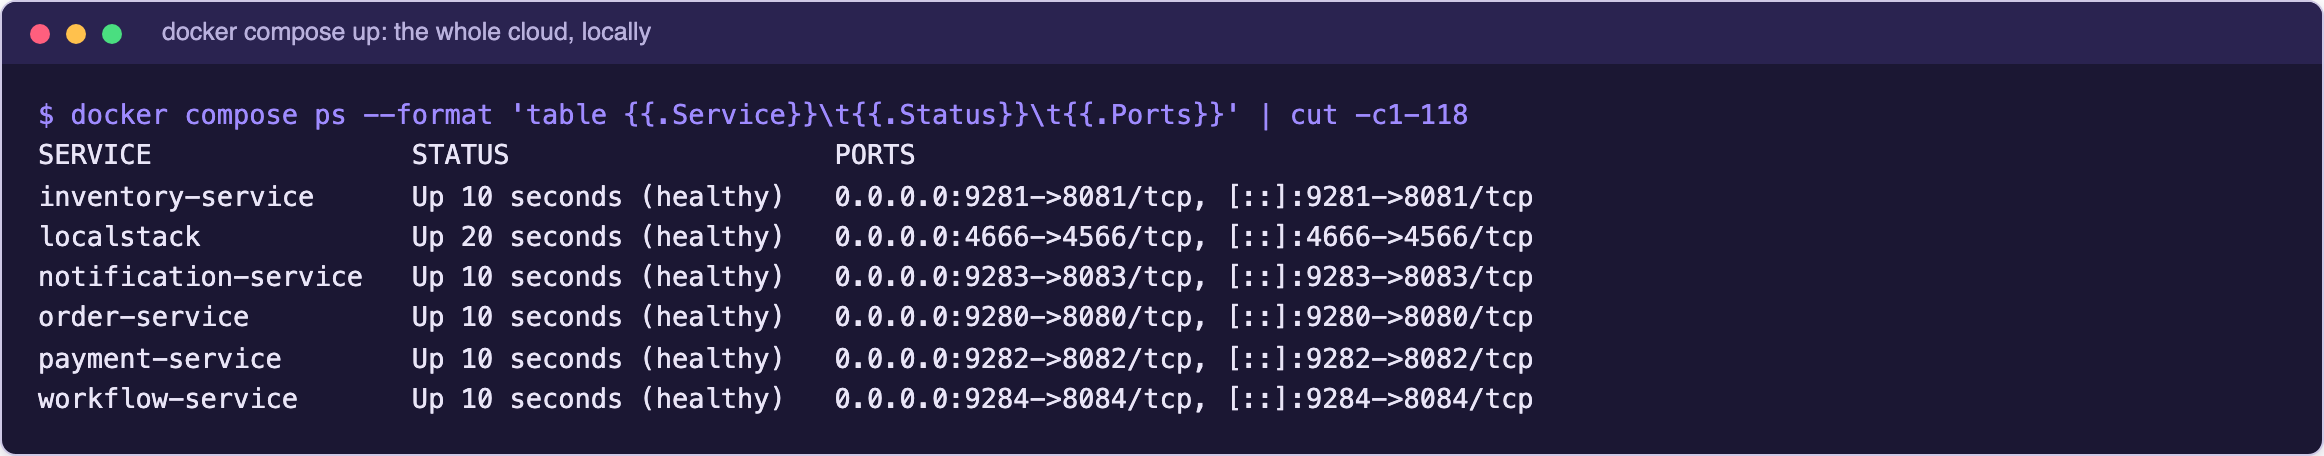 docker compose up: the whole cloud, locally
$ docker compose ps --format 'table {{.Service}}\t{{.Status}}\t{{.Ports}}' | cut -c1-118
SERVICE                STATUS                    PORTS
inventory-service      Up 10 seconds (healthy)   0.0.0.0:9281->8081/tcp, [::]:9281->8081/tcp
localstack             Up 20 seconds (healthy)   0.0.0.0:4666->4566/tcp, [::]:4666->4566/tcp
notification-service   Up 10 seconds (healthy)   0.0.0.0:9283->8083/tcp, [::]:9283->8083/tcp
order-service          Up 10 seconds (healthy)   0.0.0.0:9280->8080/tcp, [::]:9280->8080/tcp
payment-service        Up 10 seconds (healthy)   0.0.0.0:9282->8082/tcp, [::]:9282->8082/tcp
workflow-service       Up 10 seconds (healthy)   0.0.0.0:9284->8084/tcp, [::]:9284->8084/tcp